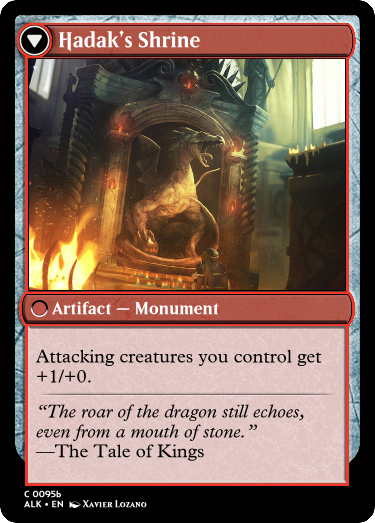 Hadak's Shrine
Artifact — Monument
Attacking creatures you control get
+1/+0.
“The roar of the dragon still echoes,
even from a mouth of stone.”
—The Tale of Kings
C 0095b
ALK • EN Xavier Lozano